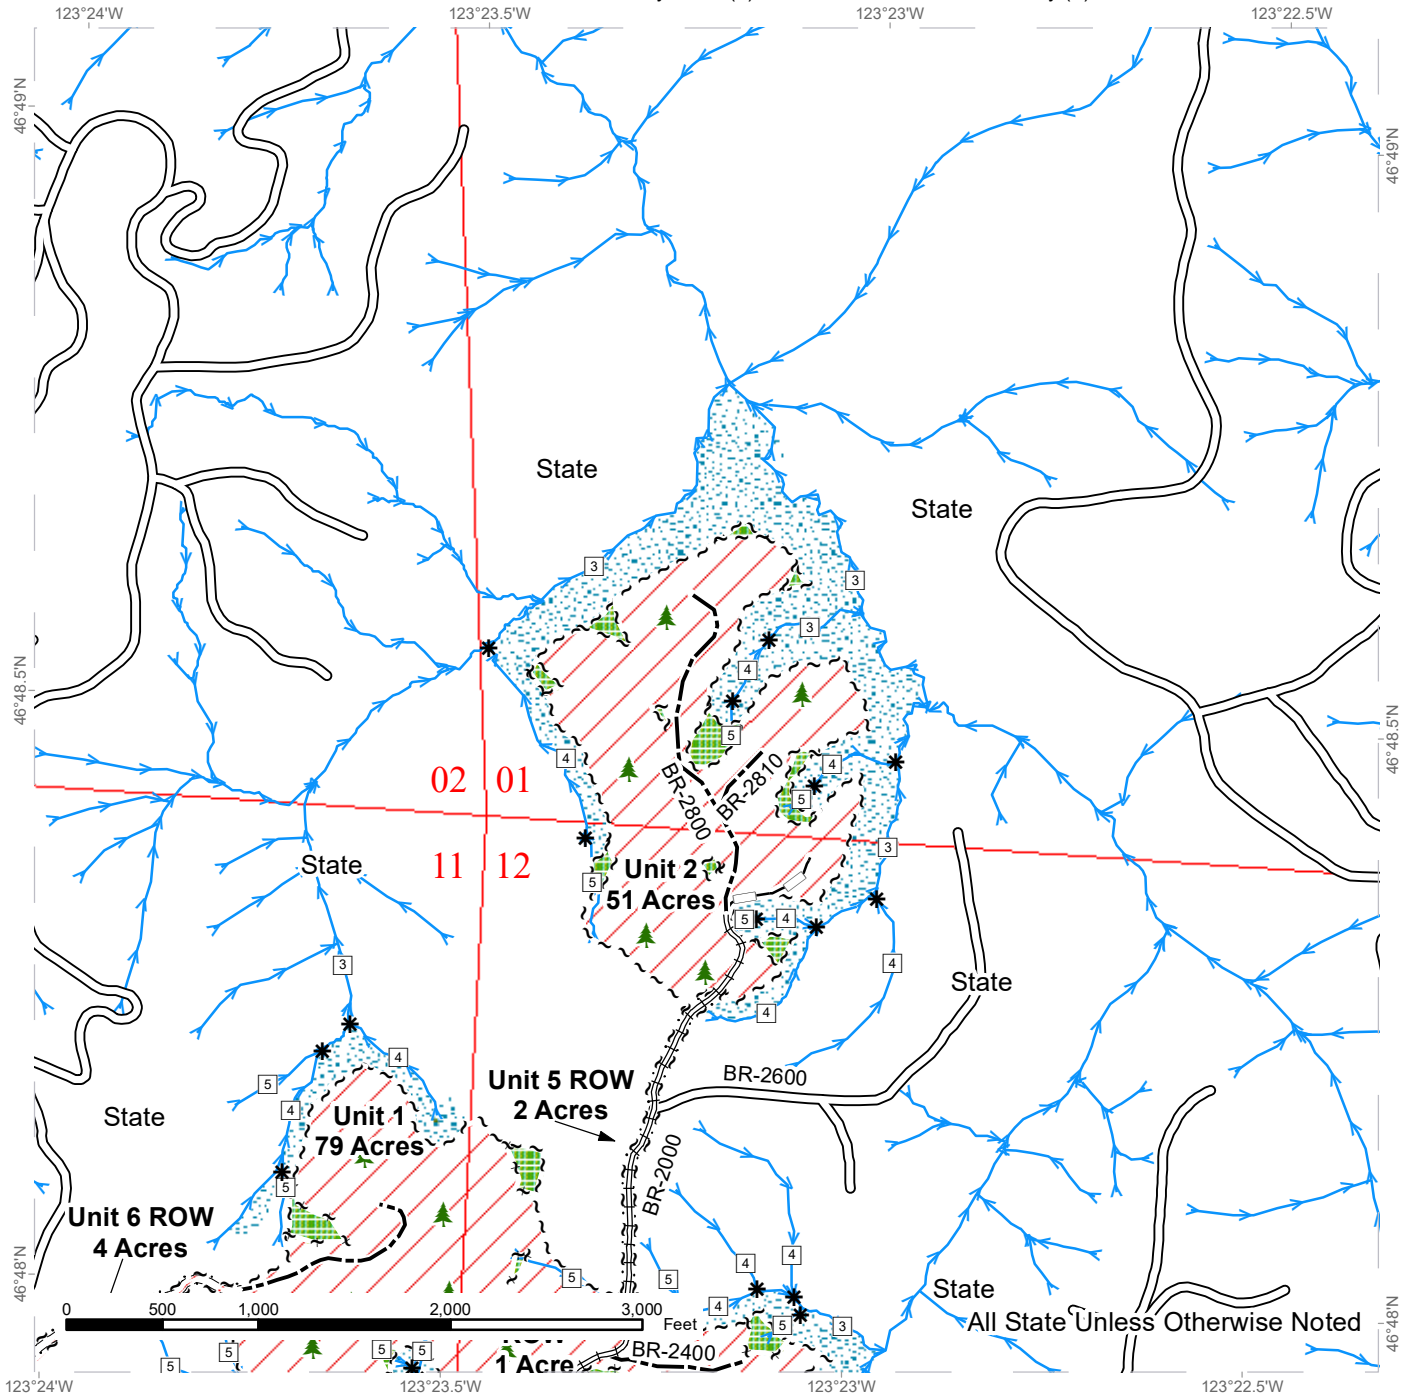 123°24'W
123°23.5'W
123°23'W
123°22.5'W
46°49'N
46°49'N
State
State
3
3
3
4
46°48.5'N
46°48.5'N
5
4
4
BR-2800
BR-2810
5
02 01
11 12
State
3
Unit 2
51 Acres
5
5
4
3
4
State
4
4
5
4
BR-2600
Unit 5 ROW
2 Acres
State
Unit 1
79 Acres
BR-2000
5
Unit 6 ROW
4 Acres
46°48'N
46°48'N
4
4
5
5
State
4
5
3
All State Unless Otherwise Noted
0 500 1,000 2,000 3,000
Feet
ROW
1 Acre
BR-2400
5
5
5
5
123°24'W
123°23.5'W
123°23'W
123°22.5'W